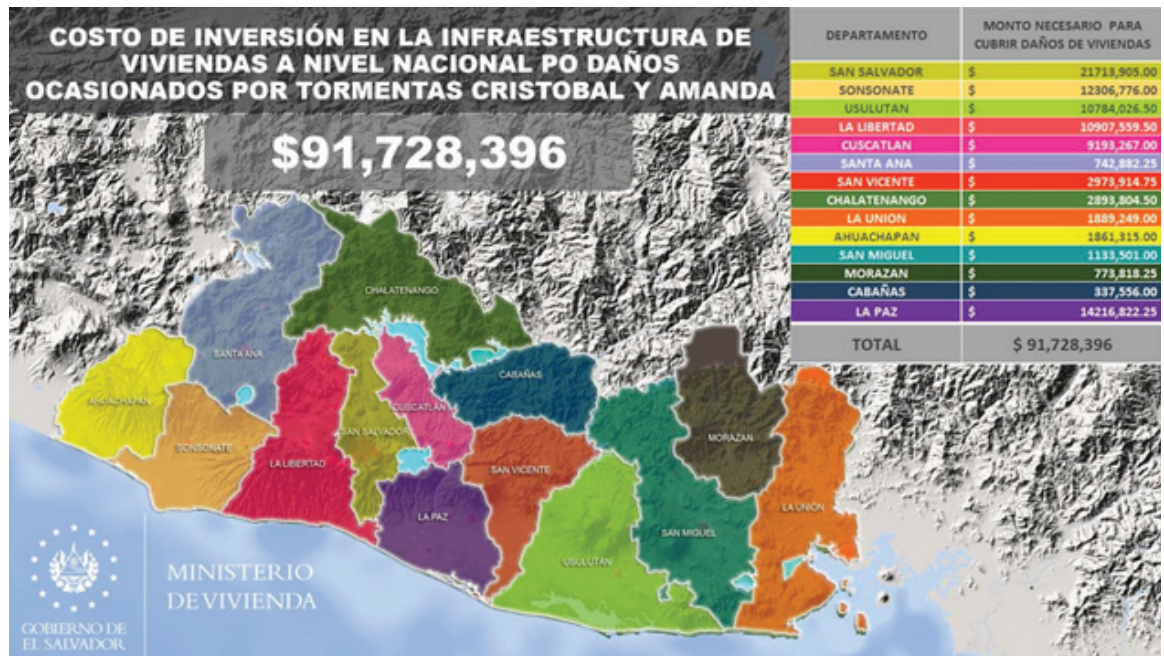 COSTO DE INVERSIÓN EN LA INFRAESTRUCTURA DE
VIVIENDAS A NIVEL NACIONAL PO DAÑOS
OCASIONADOS POR TORMENTAS CRISTOBAL Y AMANDA
$91,728,396
DEPARTAMENTO MONTO NECESARIO PARA
CUBRIR DAÑOS DE VIVIENDAS
SAN SALVADOR $ 21713,905.00
SONSONATE $ 12306,776.00
USULUTAN $ 10784,026.50
LA LIBERTAD $ 10907,559.50
CUSCATLAN $ 9193,267.00
SANTA ANA $ 742,882.25
SAN VICENTE $ 2973,914.75
CHALATENANGO $ 2893,804.50
LA UNION $ 1889,249.00
AHUACHAPAN $ 1861,315.00
SAN MIGUEL $ 1133,501.00
MORAZAN $ 773,818.25
CABAÑAS $ 337,556.00
LA PAZ $ 14216,822.25
TOTAL $ 91,728,396
CHALATENANGO
SANTA ANA
CABAÑAS
AHUACHAPÁN
CUSCATLÁN
SAN SALVADOR
MORAZAN
SONSONATE
LA LIBERTAD
SAN VICENTE
LA UNIÓN
LA PAZ
SAN MIGUEL
USULUTÁN
MINISTERIO
DE VIVIENDA
GOBIERNO DE
EL SALVADOR